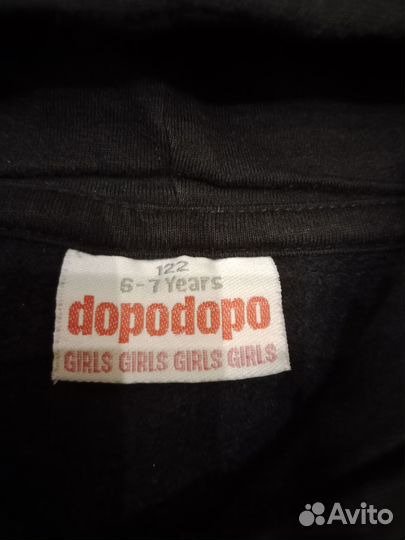 122
6-7 Years
dopodopo
GIRLS GIRLS GIRLS GIRLS
Avito